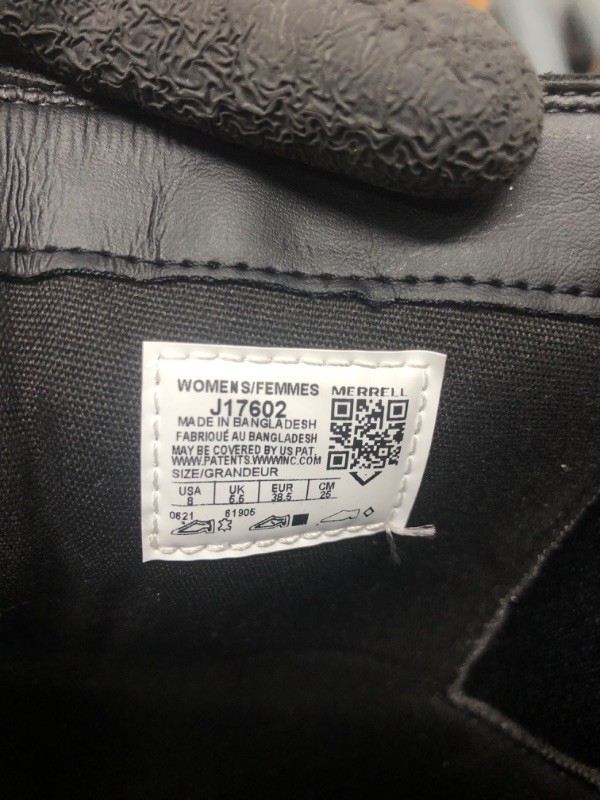 WOMENS/FEMMES
MERRELL
J17602
MADE IN BANGLADESH
FABRIQUÉ AU BANGLADESH
MAY BE COVERED BY US PAT.
WWW.PATENTS.WWWINC.COM
SIZE/GRANDEUR
USA UK EUR CM
8 5.5 38.5 25
0621 61905